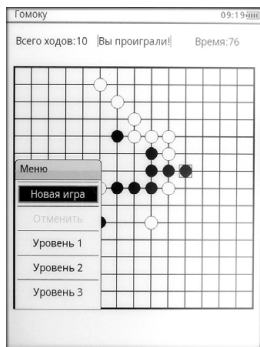 Гомоку 09:19
Всего ходов:10 Вы проиграли! Время:76
Меню
Новая игра
Отменить
Уровень 1
Уровень 2
Уровень 3